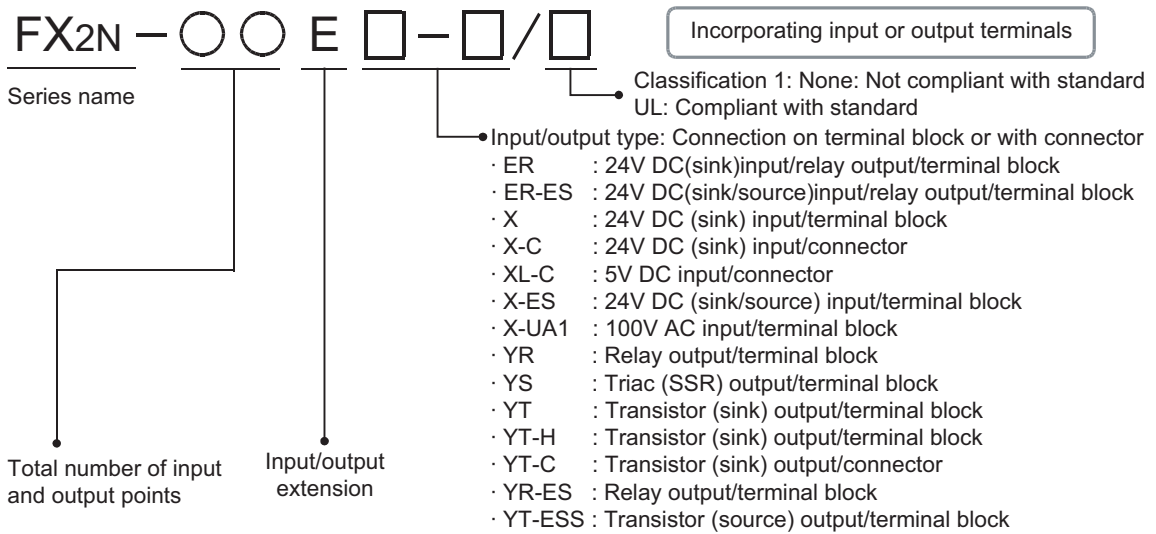 FX2N – ○ ○ E □ – □ / □
Incorporating input or output terminals
Series name
Classification 1: None: Not compliant with standard
UL: Compliant with standard
Input/output type: Connection on terminal block or with connector
· ER : 24V DC(sink)input/relay output/terminal block
· ER-ES : 24V DC(sink/source)input/relay output/terminal block
· X : 24V DC (sink) input/terminal block
· X-C : 24V DC (sink) input/connector
· XL-C : 5V DC input/connector
· X-ES : 24V DC (sink/source) input/terminal block
· X-UA1 : 100V AC input/terminal block
· YR : Relay output/terminal block
· YS : Triac (SSR) output/terminal block
· YT : Transistor (sink) output/terminal block
· YT-H : Transistor (sink) output/terminal block
· YT-C : Transistor (sink) output/connector
· YR-ES : Relay output/terminal block
· YT-ESS : Transistor (source) output/terminal block
Total number of input
and output points
Input/output
extension